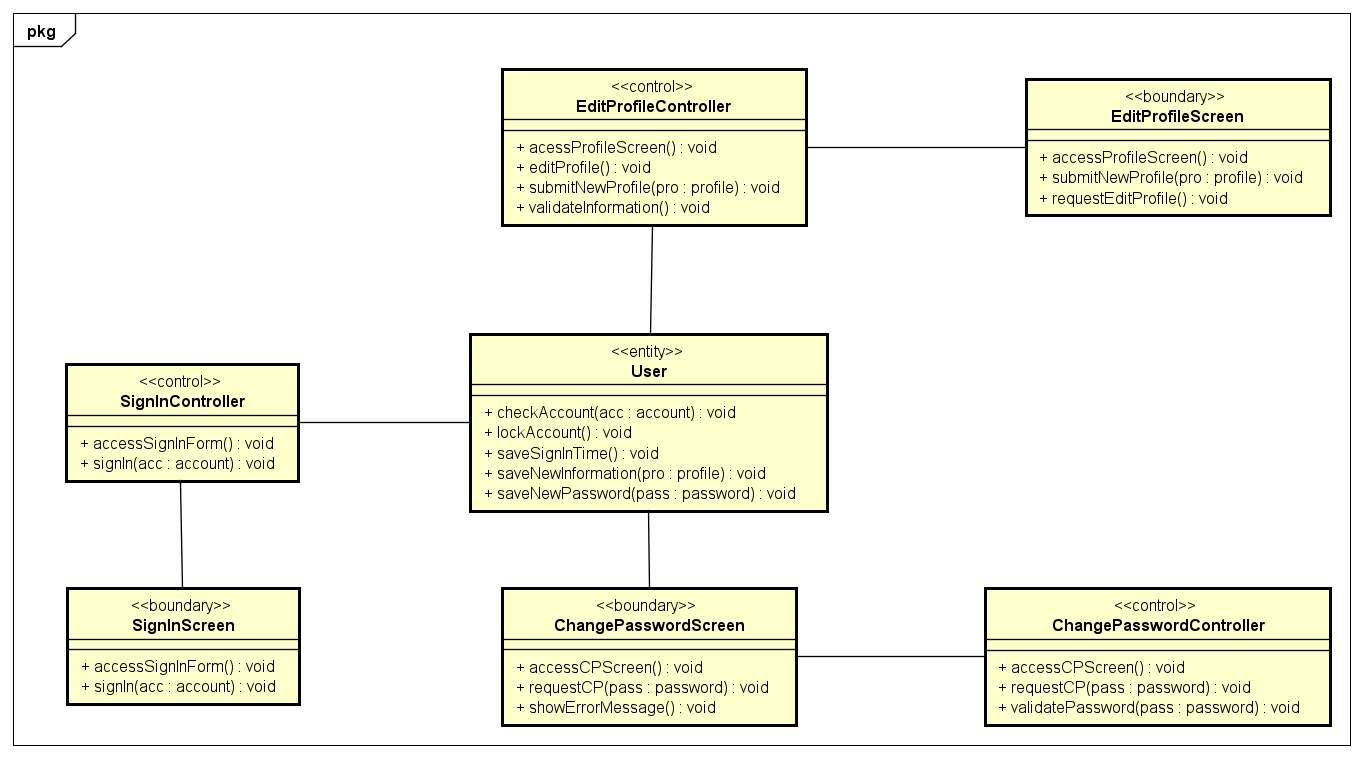 pkg
<<control>>
EditProfileController
+ acessProfileScreen() : void
+ editProfile() : void
+ submitNewProfile(pro : profile) : void
+ validateInformation() : void
<<boundary>>
EditProfileScreen
+ accessProfileScreen() : void
+ submitNewProfile(pro : profile) : void
+ requestEditProfile() : void
<<control>>
SignInController
+ accessSignInForm() : void
+ signIn(acc : account) : void
<<entity>>
User
+ checkAccount(acc : account) : void
+ lockAccount() : void
+ saveSignInTime() : void
+ saveNewInformation(pro : profile) : void
+ saveNewPassword(pass : password) : void
<<boundary>>
SignInScreen
+ accessSignInForm() : void
+ signIn(acc : account) : void
<<boundary>>
ChangePasswordScreen
+ accessCPScreen() : void
+ requestCP(pass : password) : void
+ showErrorMessage() : void
<<control>>
ChangePasswordController
+ accessCPScreen() : void
+ requestCP(pass : password) : void
+ validatePassword(pass : password) : void